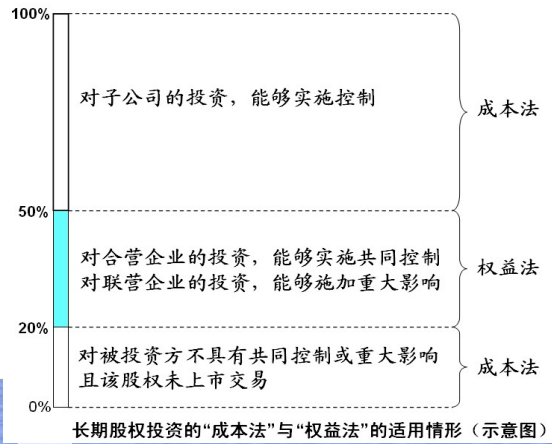 100%
对子公司的投资，能够实施控制
成本法
50%
对合营企业的投资，能够实施共同控制
对联营企业的投资，能够施加重大影响
权益法
20%
对被投资方不具有共同控制或重大影响
且该股权未上市交易
成本法
0%
长期股权投资的“成本法”与“权益法”的适用情形（示意图）